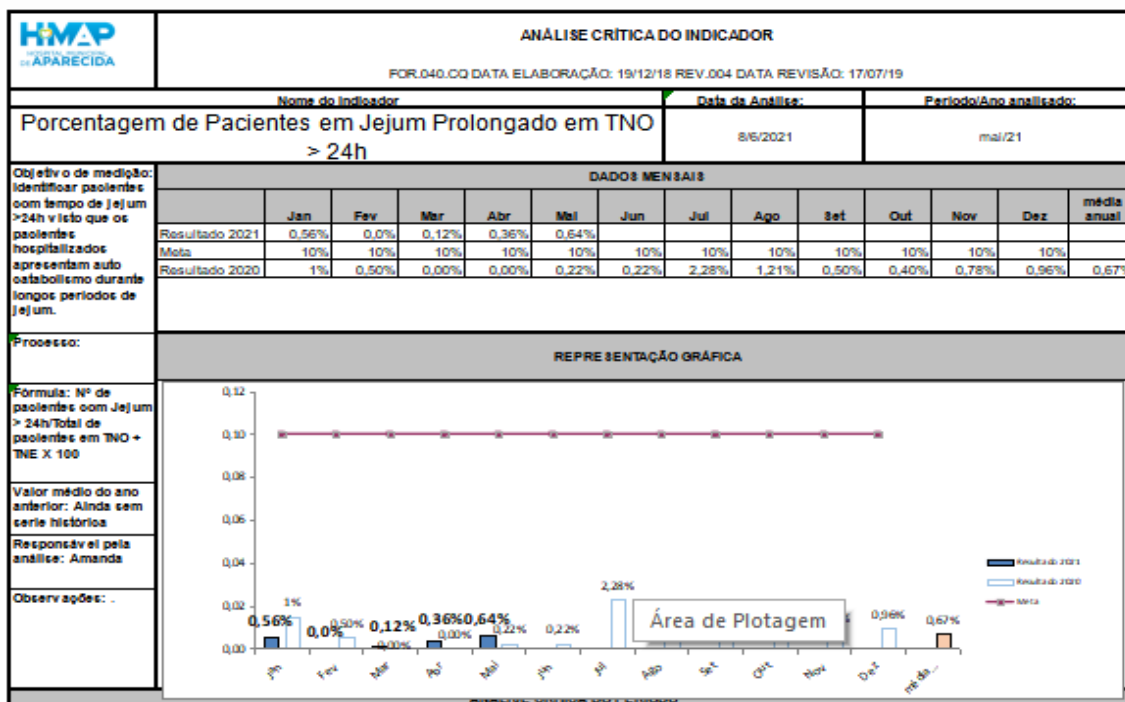 HMAP
HOSPITAL MUNICIPAL
DE APARECIDA
ANÁLISE CRÍTICA DO INDICADOR
FOR.040.CQ DATA ELABORAÇÃO: 19/12/18 REV.004 DATA REVISÃO: 17/07/19
Nome do Indicador Data da Análise: Período/Ano analisado:
Porcentagem de Pacientes em Jejum Prolongado em TNO
> 24h
8/6/2021 mai/21
Objetivo de medição:
Identificar pacientes
com tempo de jejum
>24h visto que os
pacientes
hospitalizados
apresentam auto
catabolismo durante
longos períodos de
jejum.
DADOS MENSAIS
Jan Fev Mar Abr Mai Jun Jul Ago Set Out Nov Dez média anual
Resultado 2021 0,56% 0,0% 0,12% 0,36% 0,64%
Meta 10% 10% 10% 10% 10% 10% 10% 10% 10% 10% 10% 10%
Resultado 2020 1% 0,50% 0,00% 0,00% 0,22% 0,22% 2,28% 1,21% 0,50% 0,40% 0,78% 0,96% 0,67%
Processo:
REPRESENTAÇÃO GRÁFICA
Fórmula: Nº de
pacientes com Jejum
> 24h/Total de
pacientes em TNO +
TNE X 100
Valor médio do ano
anterior: Ainda sem
serie histórica
Responsável pela
análise: Amanda
Observações: .
0,12
0,10
0,08
0,06
0,04
0,02
0,00
0,56% 1% 0,0% 0,50% 0,12% 0,00% 0,36% 0,00% 0,64% 0,22% 0,22% 2,28% 0,96% 0,67%
Área de Plotagem
Resultado 2021
Resultado 2020
Meta
jan Fev Mar Abr Mai jun Jul Ago Set Out Nov Dez média...